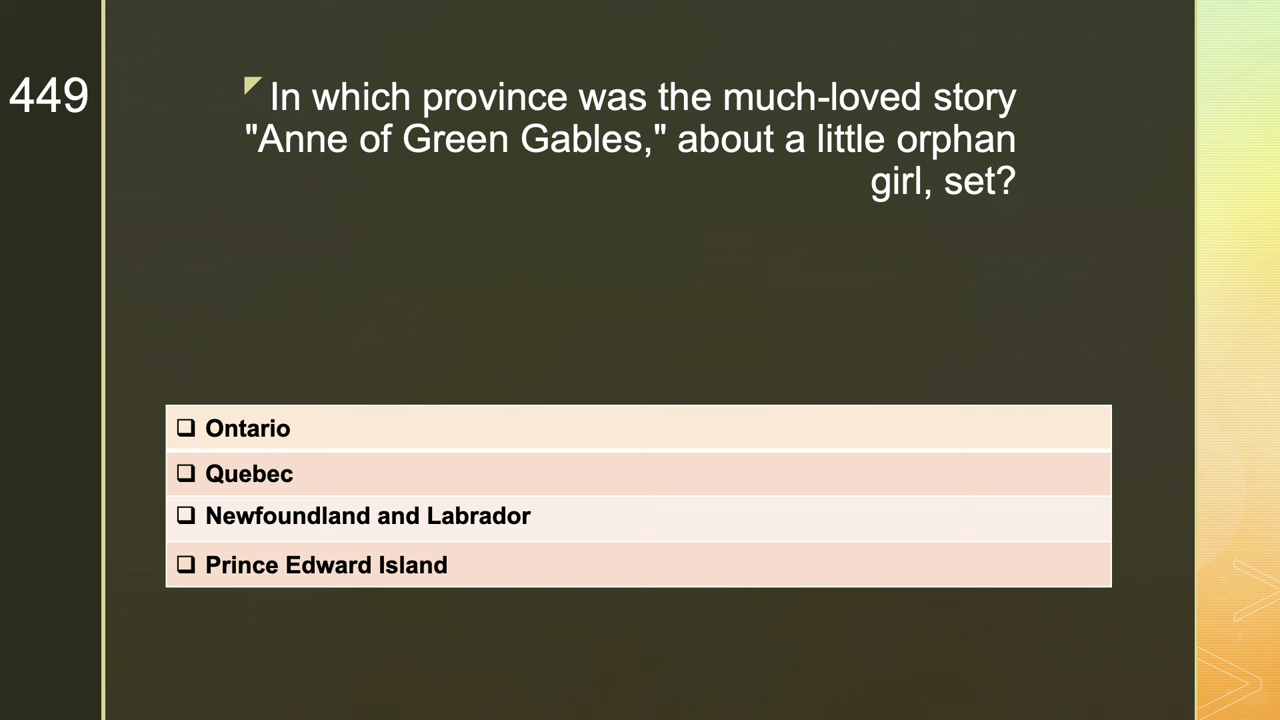 449
In which province was the much-loved story
"Anne of Green Gables," about a little orphan
girl, set?
❑ Ontario
❑ Quebec
❑ Newfoundland and Labrador
❑ Prince Edward Island